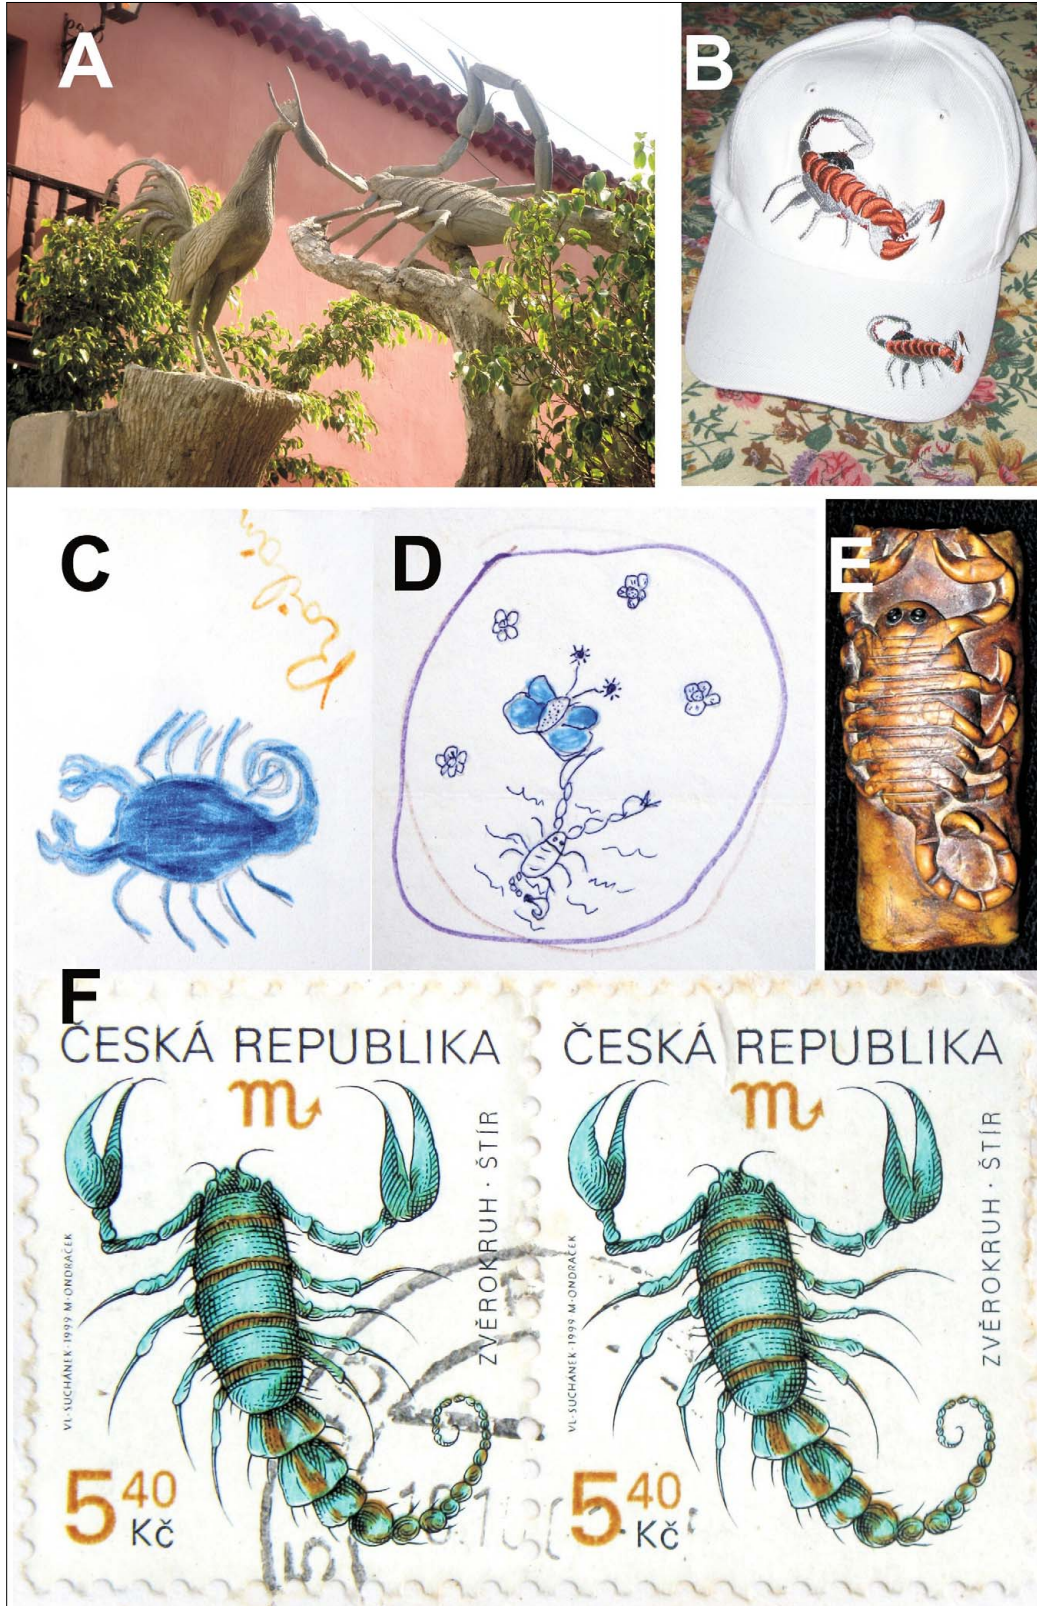 A
B
C
D
E
F
ČESKÁ REPUBLIKA
ZVĚROKRUH · ŠTÍR
VL·SUCHÁNEK·1999 M·ONDRÁČEK
5 40
Kč
ČESKÁ REPUBLIKA
ZVĚROKRUH · ŠTÍR
VL·SUCHÁNEK·1999 M·ONDRÁČEK
5 40
Kč